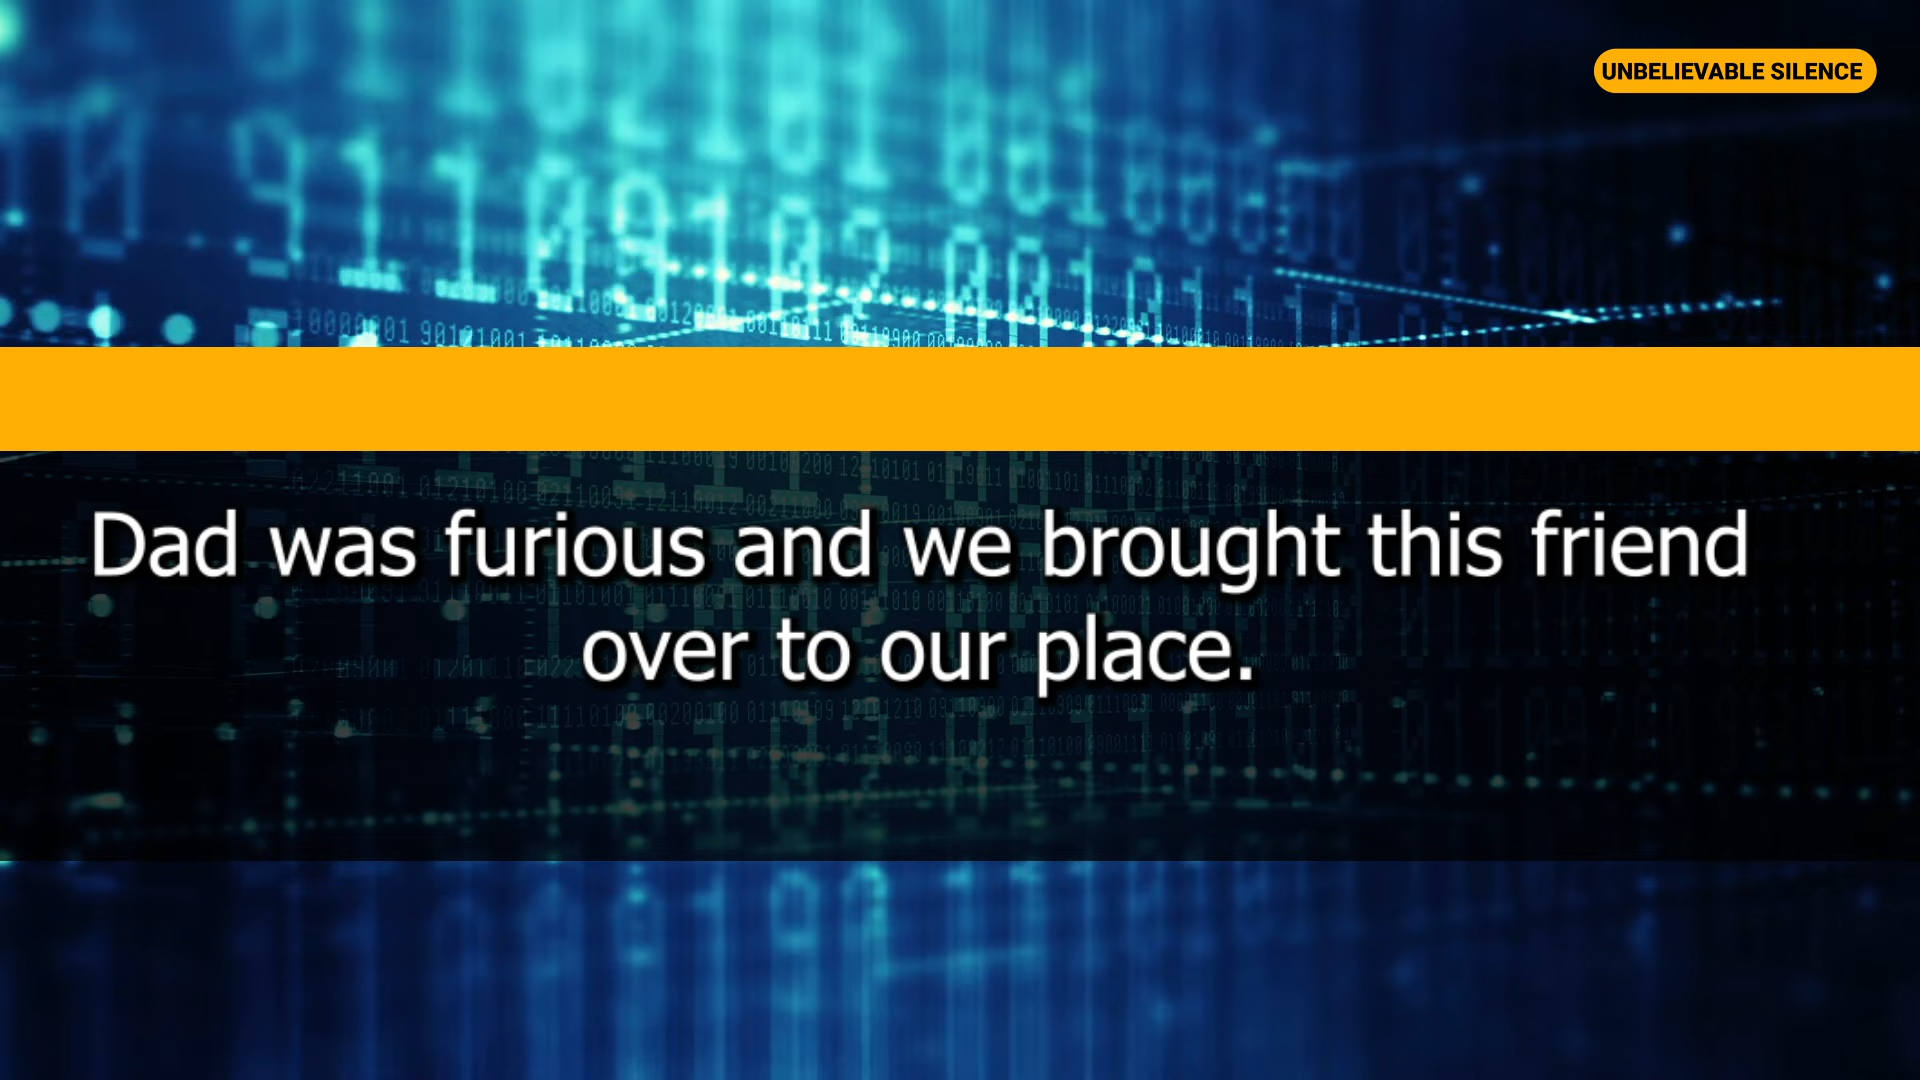 UNBELIEVABLE SILENCE
Dad was furious and we brought this friend
over to our place.